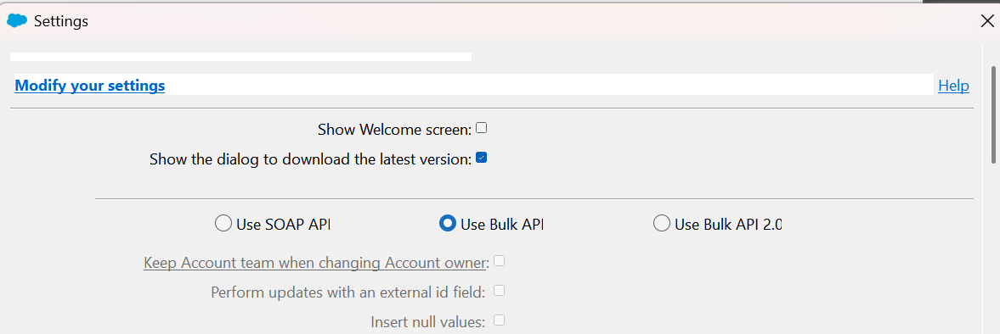 Settings
Modify your settings Help
Show Welcome screen:
Show the dialog to download the latest version:
Use SOAP API Use Bulk API Use Bulk API 2.0
Keep Account team when changing Account owner:
Perform updates with an external id field:
Insert null values: